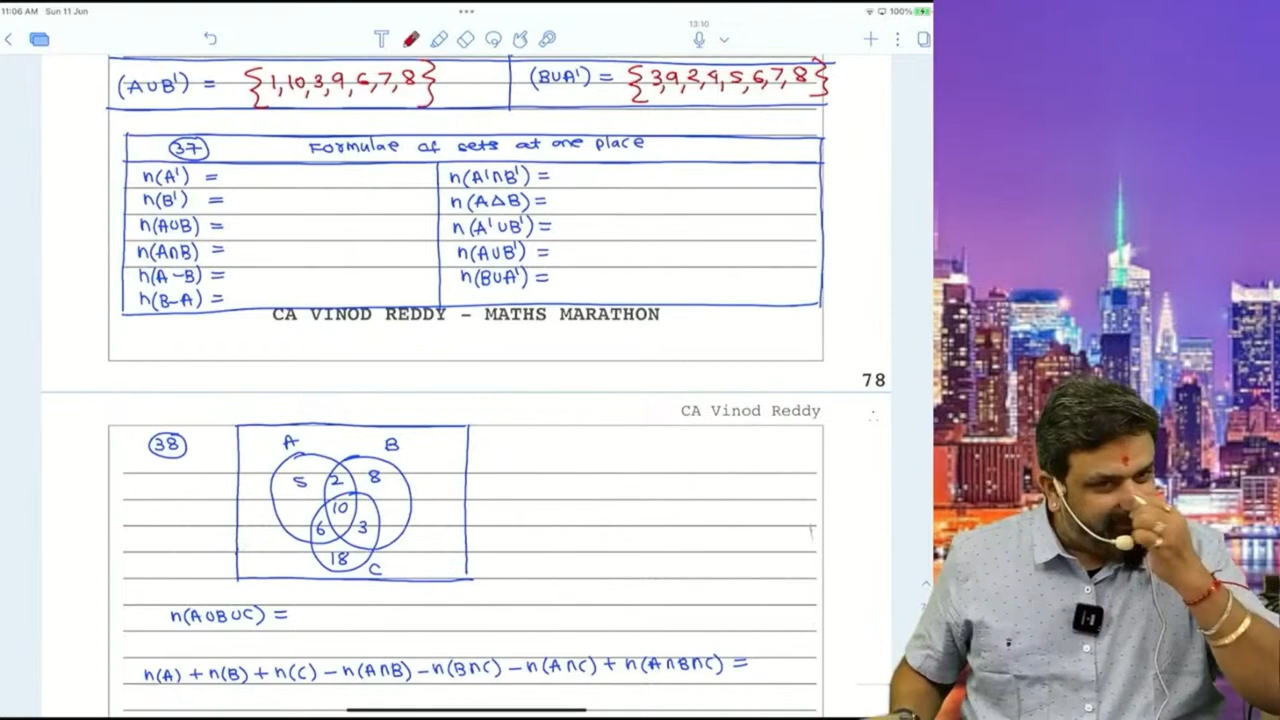 11:06 AM Sun 11 Jun
100%
13:10
(A∪B') = {1,10,3,9,6,7,8}
(B∪A') = {3,9,2,4,5,6,7,8}
37 Formulae of sets at one place
n(A') =
n(A'∩B') =
n(B') =
n(A△B) =
n(A∪B) =
n(A'∪B') =
n(A∩B) =
n(A∪B') =
n(A-B) =
n(B∪A') =
n(B-A) =
CA VINOD REDDY - MATHS MARATHON
78
CA Vinod Reddy
38
A B
5 2 8
10
6 3
18
C
n(A∪B∪C) =
n(A) + n(B) + n(C) - n(A∩B) - n(B∩C) - n(A∩C) + n(A∩B∩C) =